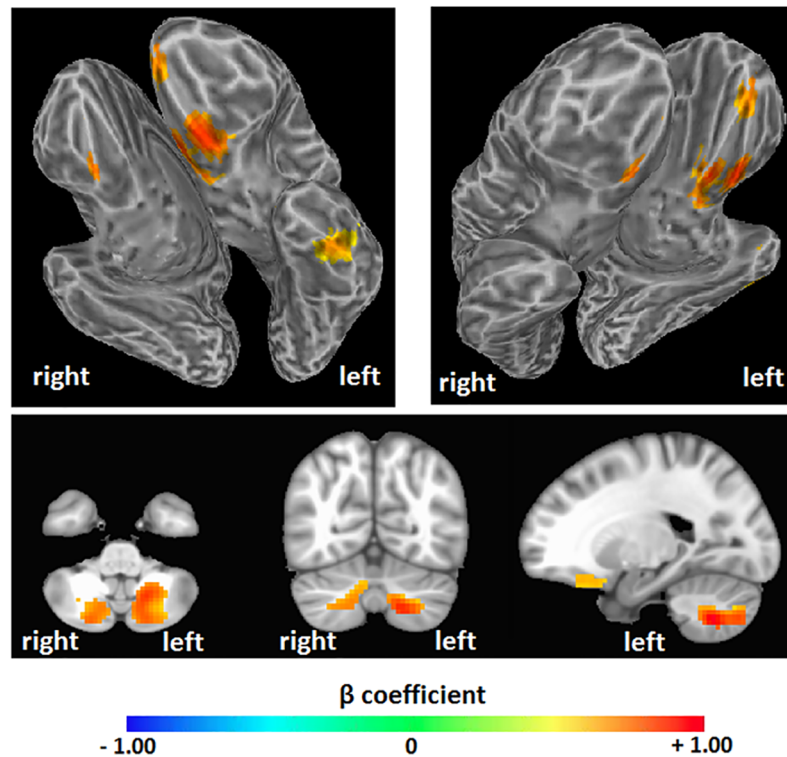 right
left
right
left
right
left
right
left
left
β coefficient
- 1.00
0
+ 1.00